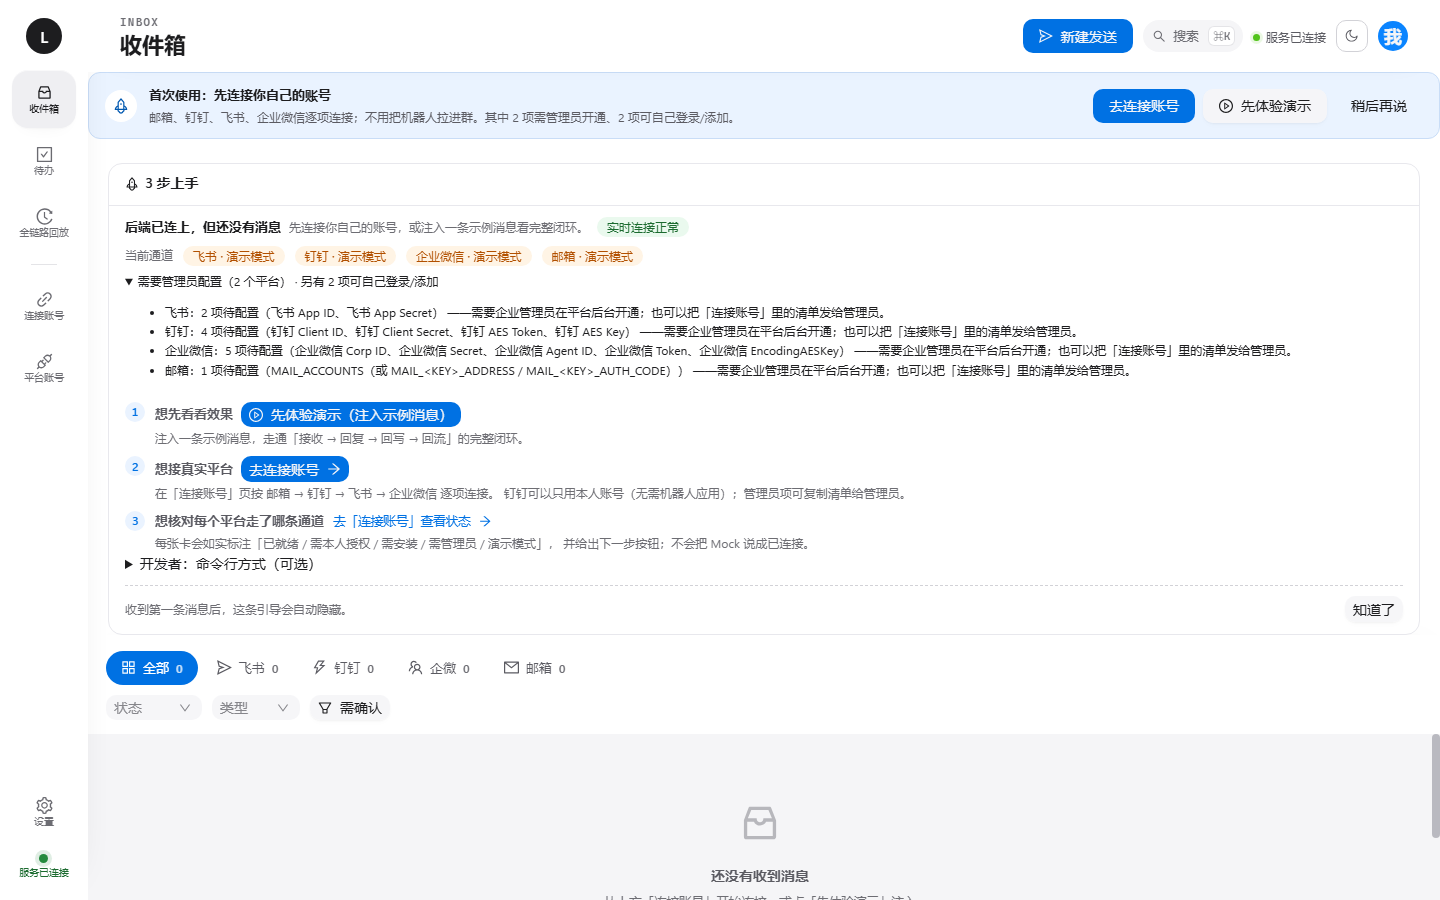 L
收件箱
待办
全链路回放
连接账号
平台账号
设置
服务已连接
INBOX
收件箱
新建发送
搜索 ⌘K
服务已连接
我
首次使用：先连接你自己的账号
邮箱、钉钉、飞书、企业微信逐项连接；不用把机器人拉进群。其中 2 项需管理员开通、2 项可自己登录/添加。
去连接账号
先体验演示
稍后再说
3 步上手
后端已连上，但还没有消息 先连接你自己的账号，或注入一条示例消息看完整闭环。 实时连接正常
当前通道 飞书 · 演示模式 钉钉 · 演示模式 企业微信 · 演示模式 邮箱 · 演示模式
▼ 需要管理员配置（2 个平台） · 另有 2 项可自己登录/添加
• 飞书：2 项待配置（飞书 App ID、飞书 App Secret） ——需要企业管理员在平台后台开通；也可以把「连接账号」里的清单发给管理员。
• 钉钉：4 项待配置（钉钉 Client ID、钉钉 Client Secret、钉钉 AES Token、钉钉 AES Key） ——需要企业管理员在平台后台开通；也可以把「连接账号」里的清单发给管理员。
• 企业微信：5 项待配置（企业微信 Corp ID、企业微信 Secret、企业微信 Agent ID、企业微信 Token、企业微信 EncodingAESKey） ——需要企业管理员在平台后台开通；也可以把「连接账号」里的清单发给管理员。
• 邮箱：1 项待配置（MAIL_ACCOUNTS（或 MAIL_<KEY>_ADDRESS / MAIL_<KEY>_AUTH_CODE）） ——需要企业管理员在平台后台开通；也可以把「连接账号」里的清单发给管理员。
1 想先看看效果 先体验演示（注入示例消息）
注入一条示例消息，走通「接收 → 回复 → 回写 → 回流」的完整闭环。
2 想接真实平台 去连接账号 →
在「连接账号」页按 邮箱 → 钉钉 → 飞书 → 企业微信 逐项连接。 钉钉可以只用本人账号（无需机器人应用）；管理员项可复制清单给管理员。
3 想核对每个平台走了哪条通道 去「连接账号」查看状态 →
每张卡会如实标注「已就绪 / 需本人授权 / 需安装 / 需管理员 / 演示模式」， 并给出下一步按钮；不会把 Mock 说成已连接。
▶ 开发者：命令行方式（可选）
收到第一条消息后，这条引导会自动隐藏。
知道了
全部 0 飞书 0 钉钉 0 企微 0 邮箱 0
状态 类型 需确认
还没有收到消息